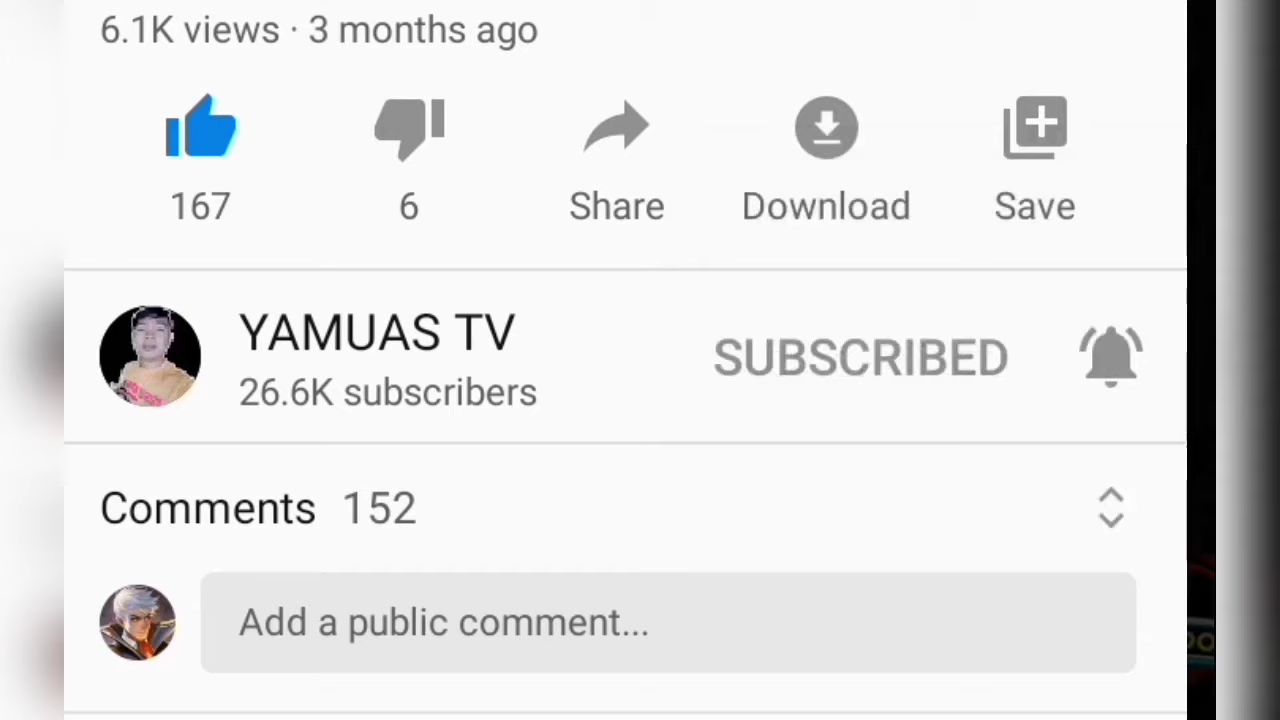 6.1K views · 3 months ago
167
6
Share
Download
Save
YAMUAS TV
SUBSCRIBED
26.6K subscribers
Comments 152
Add a public comment...